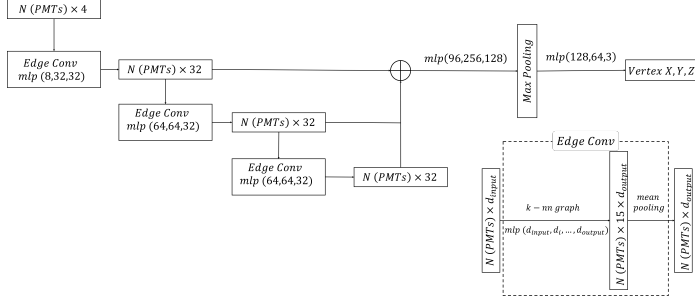 N (PMTs) × 4
Edge Conv
mlp (8,32,32)
N (PMTs) × 32
mlp(96,256,128)
Max Pooling
mlp(128,64,3)
Vertex X, Y, Z
Edge Conv
mlp (64,64,32)
N (PMTs) × 32
Edge Conv
mlp (64,64,32)
N (PMTs) × 32
Edge Conv
N (PMTs) × d_input
k − nn graph
mlp (d_input, d_i, ..., d_output)
N (PMTs) × 15 × d_output
mean
pooling
N (PMTs) × d_output